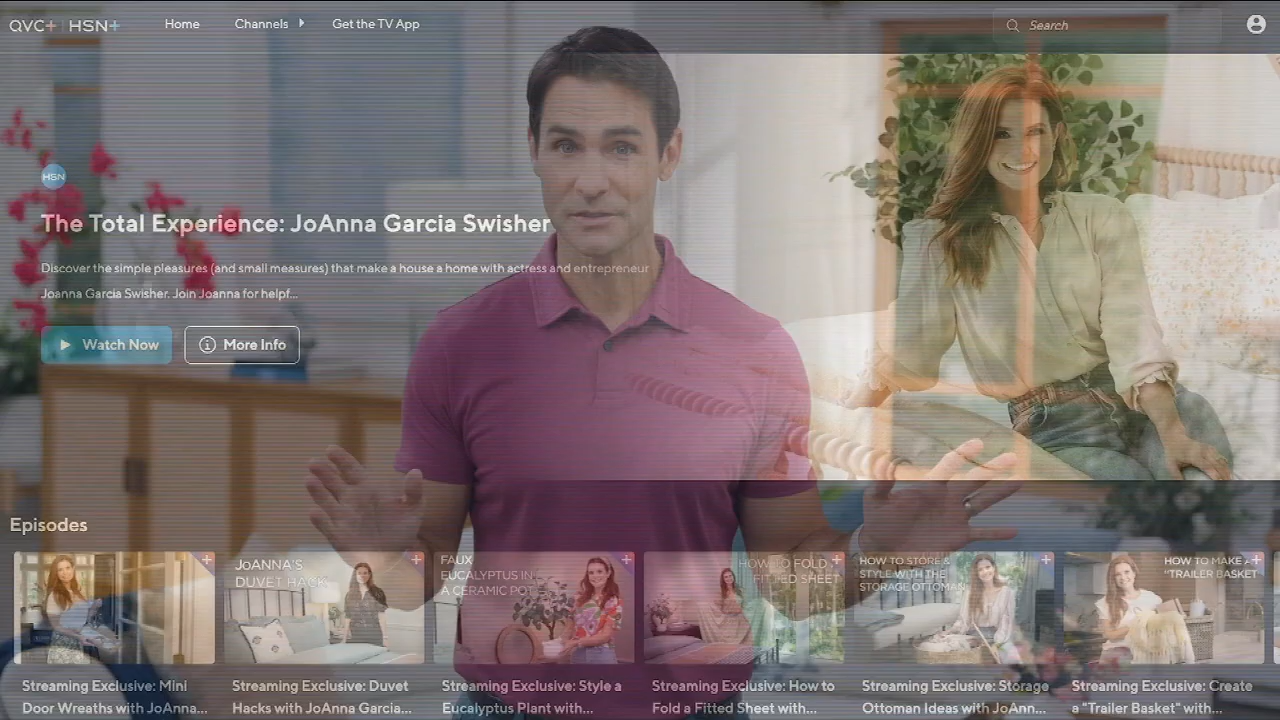 QVC+ | HSN+
Home
Channels
Get the TV App
Search
HSN
The Total Experience: JoAnna Garcia Swisher
Discover the simple pleasures (and small measures) that make a house a home with actress and entrepreneur
Joanna Garcia Swisher. Join Joanna for helpf...
Watch Now
More Info
Episodes
JoANNA'S
DUVET HACK
FAUX
EUCALYPTUS IN
A CERAMIC POT
HOW TO FOLD A
FITTED SHEET
HOW TO STORE &
STYLE WITH THE
STORAGE OTTOMAN
HOW TO MAKE A
"TRAILER BASKET"
Streaming Exclusive: Mini
Door Wreaths with JoAnna...
Streaming Exclusive: Duvet
Hacks with JoAnna Garcia...
Streaming Exclusive: Style a
Eucalyptus Plant with...
Streaming Exclusive: How to
Fold a Fitted Sheet with...
Streaming Exclusive: Storage
Ottoman Ideas with JoAnn...
Streaming Exclusive: Create
a "Trailer Basket" with...